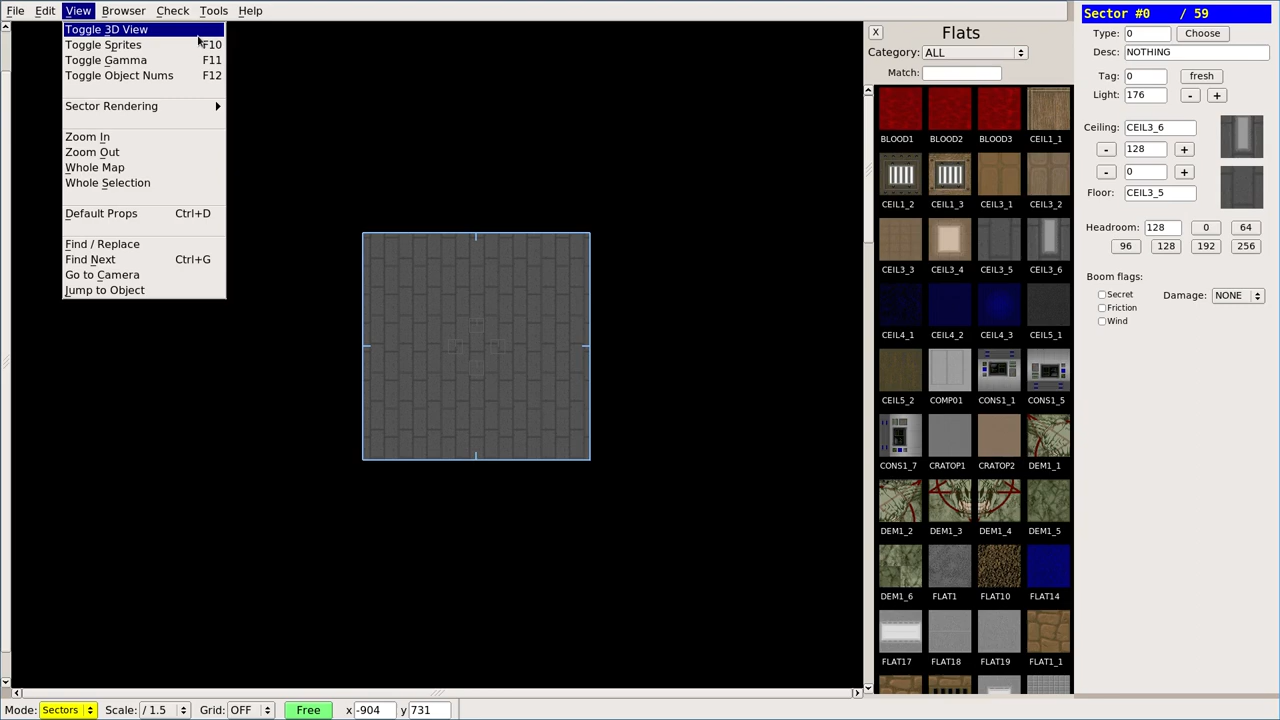 File Edit View Browser Check Tools Help
Toggle 3D View
Toggle Sprites F10
Toggle Gamma F11
Toggle Object Nums F12
Sector Rendering
Zoom In
Zoom Out
Whole Map
Whole Selection
Default Props Ctrl+D
Find / Replace
Find Next Ctrl+G
Go to Camera
Jump to Object
X Flats
Category: ALL
Match:
BLOOD1 BLOOD2 BLOOD3 CEIL1_1
CEIL1_2 CEIL1_3 CEIL3_1 CEIL3_2
CEIL3_3 CEIL3_4 CEIL3_5 CEIL3_6
CEIL4_1 CEIL4_2 CEIL4_3 CEIL5_1
CEIL5_2 COMP01 CONS1_1 CONS1_5
CONS1_7 CRATOP1 CRATOP2 DEM1_1
DEM1_2 DEM1_3 DEM1_4 DEM1_5
DEM1_6 FLAT1 FLAT10 FLAT14
FLAT17 FLAT18 FLAT19 FLAT1_1
Sector #0 / 59
Type: 0 Choose
Desc: NOTHING
Tag: 0 fresh
Light: 176 - +
Ceiling: CEIL3_6
- 128 +
- 0 +
Floor: CEIL3_5
Headroom: 128 0 64
96 128 192 256
Boom flags:
Secret Damage: NONE
Friction
Wind
Mode: Sectors Scale: / 1.5 Grid: OFF Free x -904 y 731